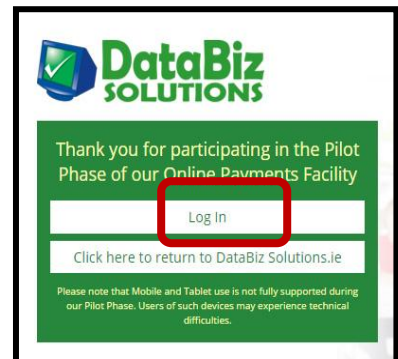 DataBiz
SOLUTIONS
Thank you for participating in the Pilot
Phase of our Online Payments Facility
Log In
Click here to return to DataBiz Solutions.ie
Please note that Mobile and Tablet use is not fully supported during
our Pilot Phase. Users of such devices may experience technical
difficulties.